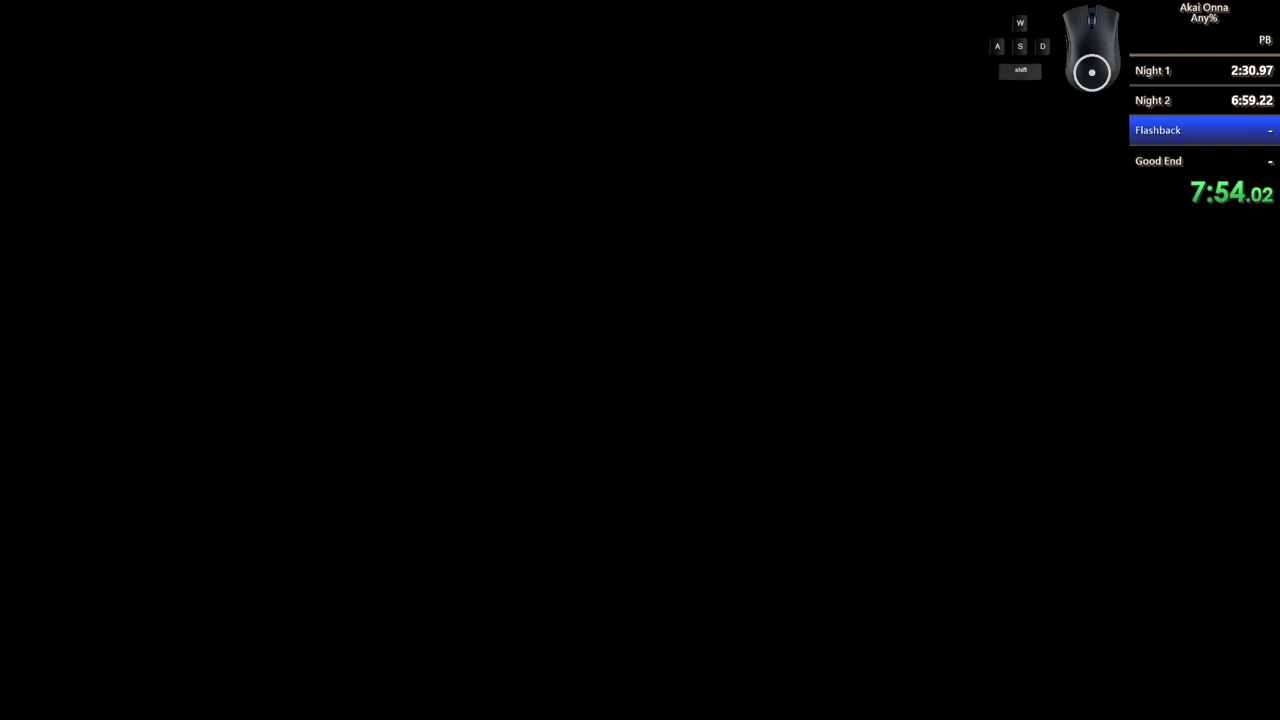 W
A S D
shift
Akai Onna
Any%
PB
Night 1 2:30.97
Night 2 6:59.22
Flashback -
Good End -
7:54.02